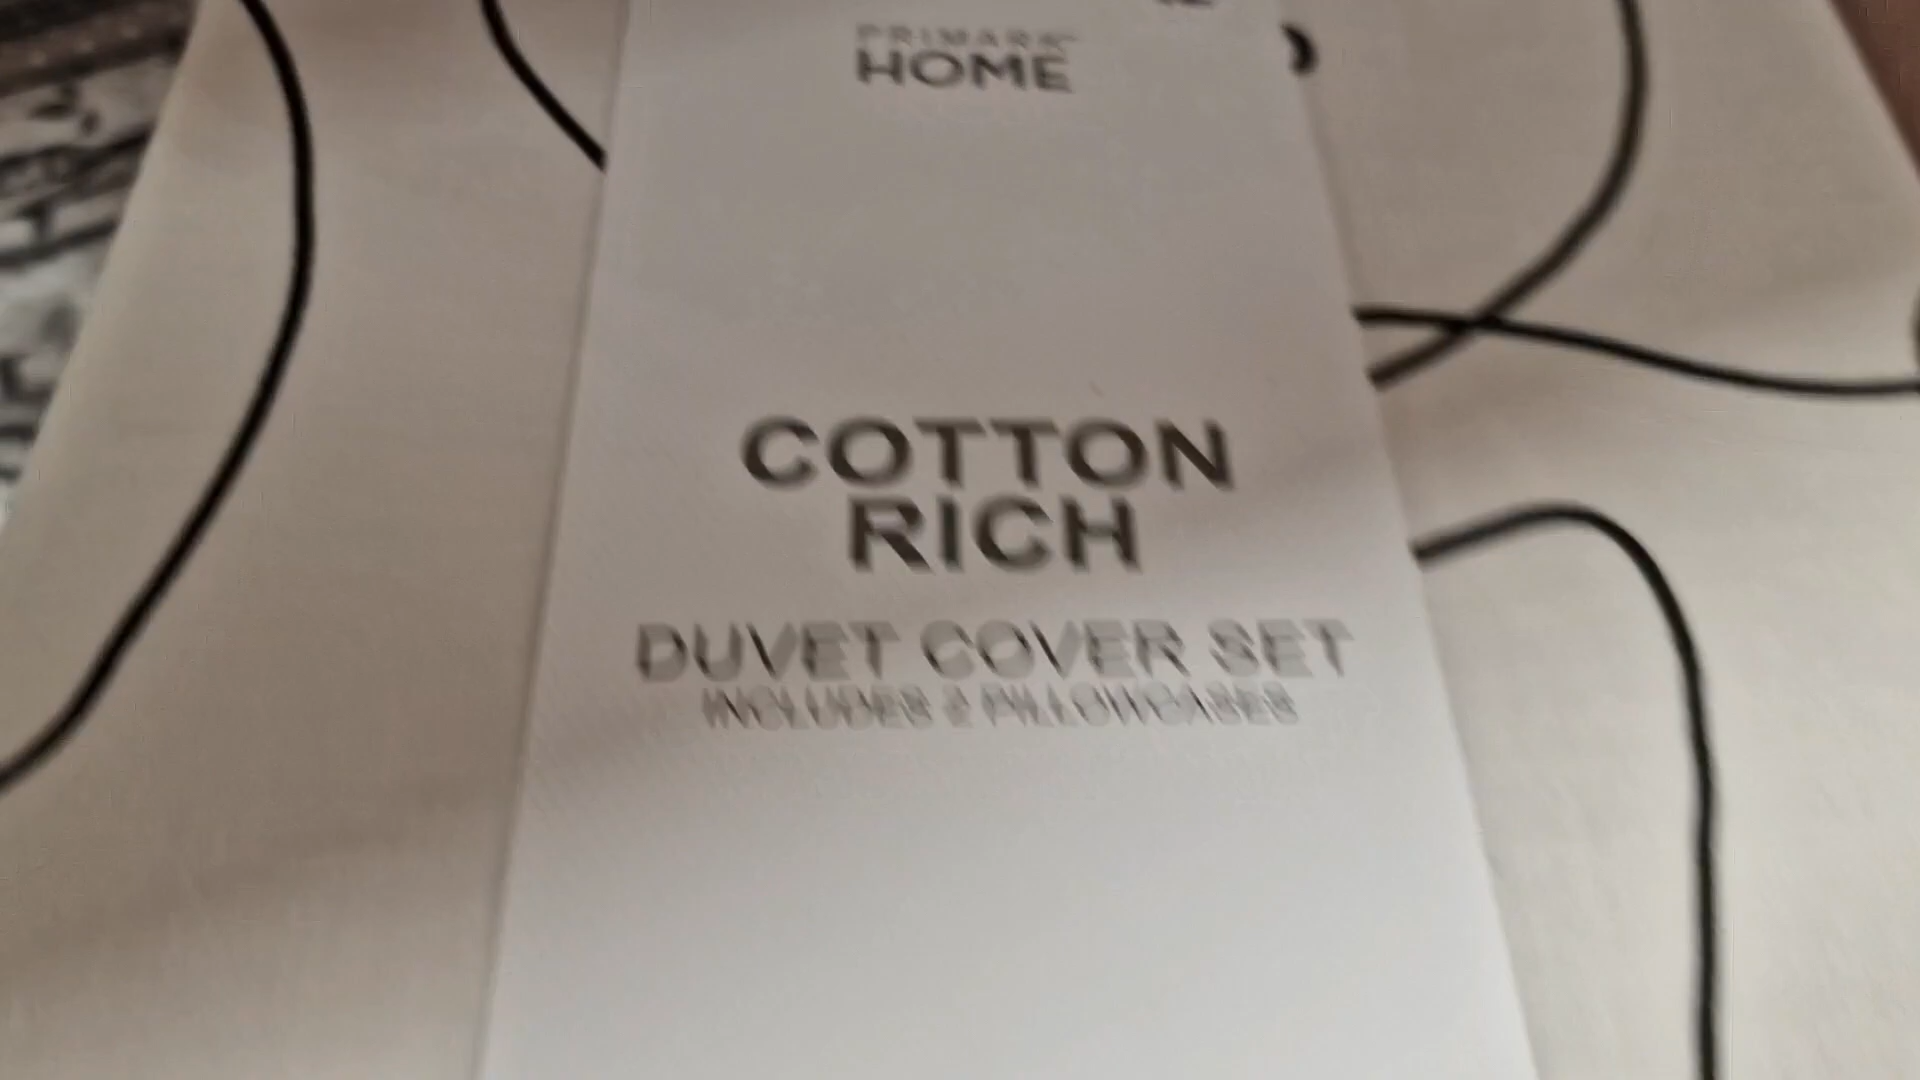 PRIMARK
HOME
COTTON
RICH
DUVET COVER SET
INCLUDES 2 PILLOWCASES